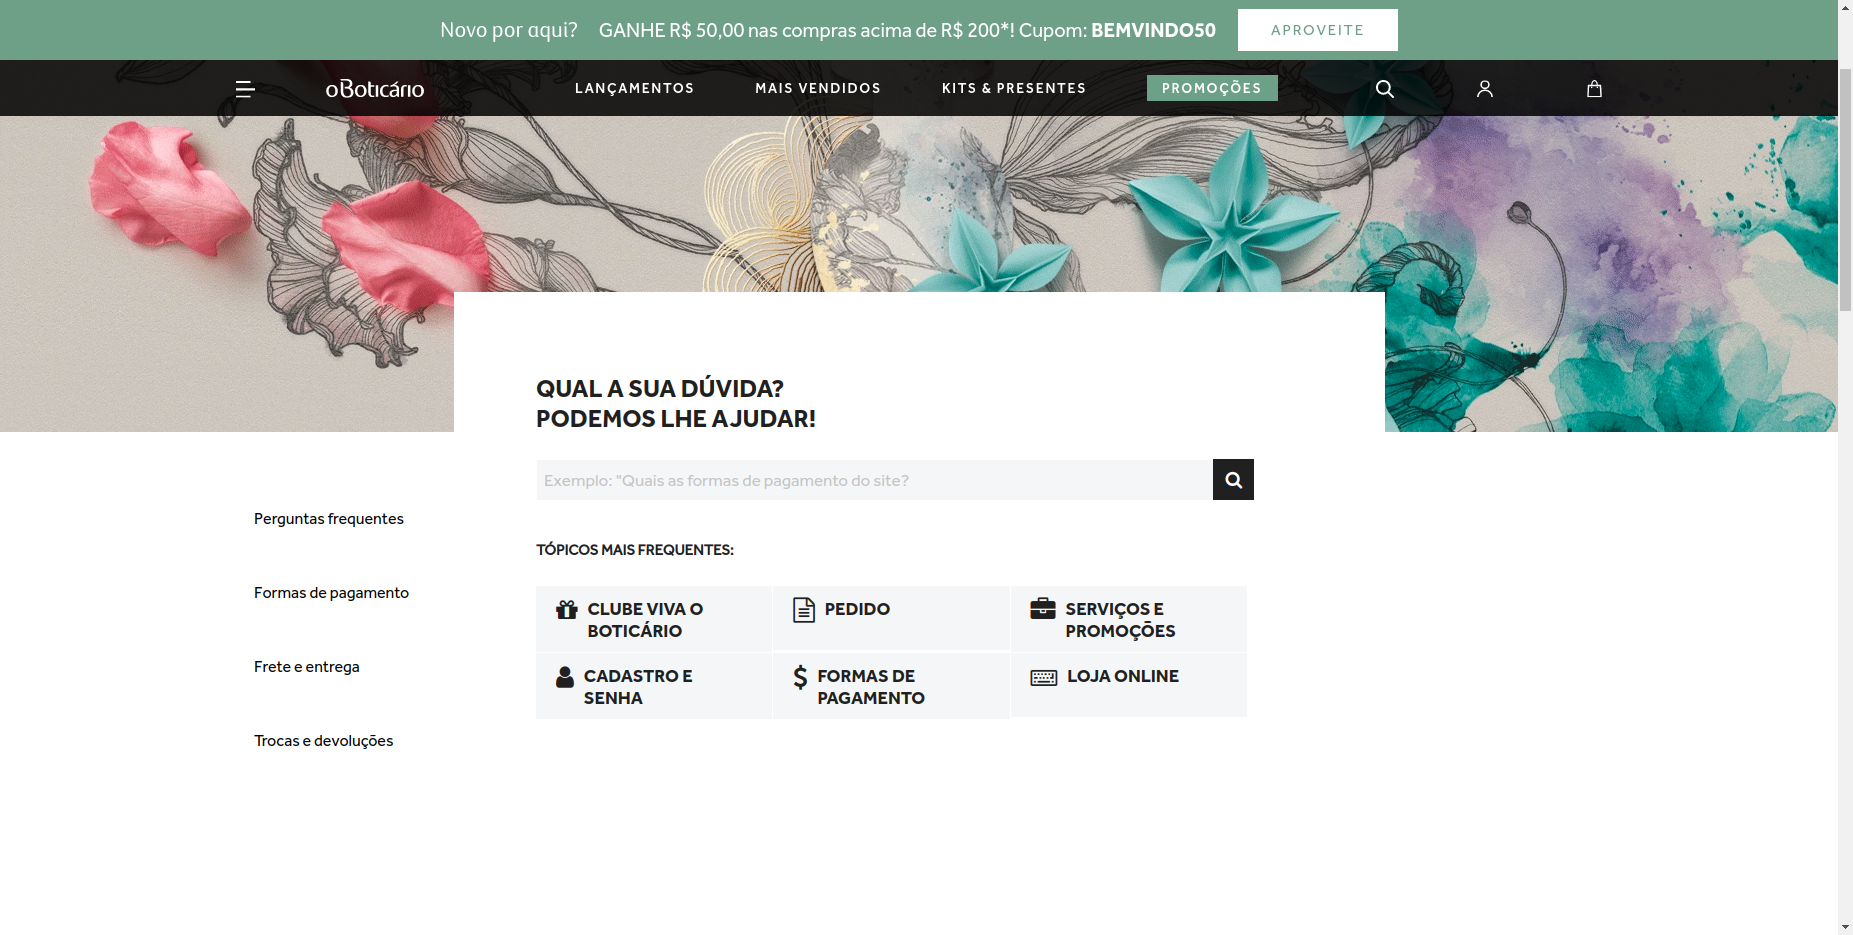 Novo por aqui? GANHE R$ 50,00 nas compras acima de R$ 200*! Cupom: BEMVINDO50 APROVEITE
oBoticário LANÇAMENTOS MAIS VENDIDOS KITS & PRESENTES PROMOÇÕES
QUAL A SUA DÚVIDA?
PODEMOS LHE AJUDAR!
Exemplo: "Quais as formas de pagamento do site?
Perguntas frequentes
Formas de pagamento
Frete e entrega
Trocas e devoluções
TÓPICOS MAIS FREQUENTES:
CLUBE VIVA O
BOTICÁRIO
PEDIDO
SERVIÇOS E
PROMOÇÕES
CADASTRO E
SENHA
FORMAS DE
PAGAMENTO
LOJA ONLINE